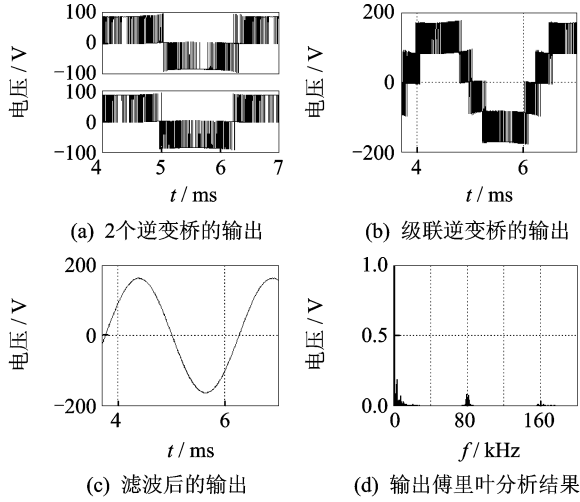 电压 / V
100
0
−100
100
0
−100
4
5
6
7
t / ms
(a) 2个逆变桥的输出
电压 / V
200
0
−200
4
6
t / ms
(b) 级联逆变桥的输出
电压 / V
200
0
−200
4
6
t / ms
(c) 滤波后的输出
电压 / V
1.0
0.5
0.0
0
80
160
f / kHz
(d) 输出傅里叶分析结果